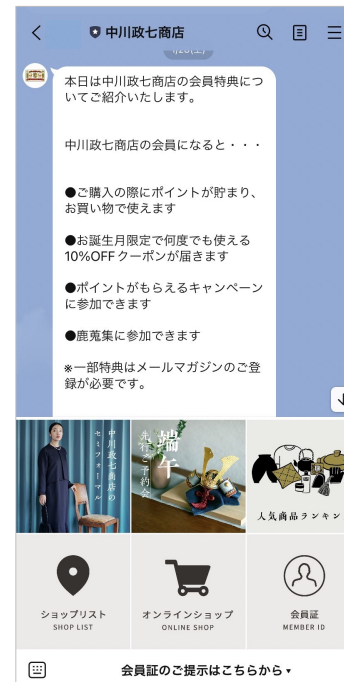 中川政七商店
本日は中川政七商店の会員特典につ
いてご紹介いたします。
中川政七商店の会員になると・・・
●ご購入の際にポイントが貯まり、
お買い物で使えます
●お誕生月限定で何度でも使える
10%OFFクーポンが届きます
●ポイントがもらえるキャンペーン
に参加できます
●鹿蒐集に参加できます
※一部特典はメールマガジンのご登
録が必要です。
中川政七商店の
セミフォーマル
端午
先行ご予約会
人気商品ランキン
ショップリスト
SHOP LIST
オンラインショップ
ONLINE SHOP
会員証
MEMBER ID
会員証のご提示はこちらから▾